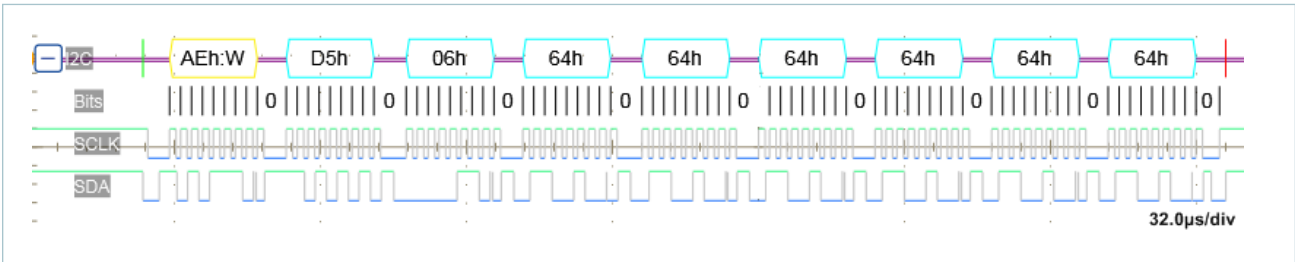 I2C AEh:W D5h 06h 64h 64h 64h 64h 64h 64h
Bits 0 0 0 0 0 0 0 0 0
SCLK
SDA
32.0µs/div